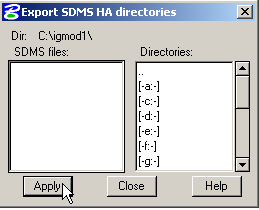 Export SDMS HA directories
Dir: C:\igmod1\
SDMS files: Directories:
..
[-a:-]
[-c:-]
[-d:-]
[-e:-]
[-f:-]
[-g:-]
Apply Close Help